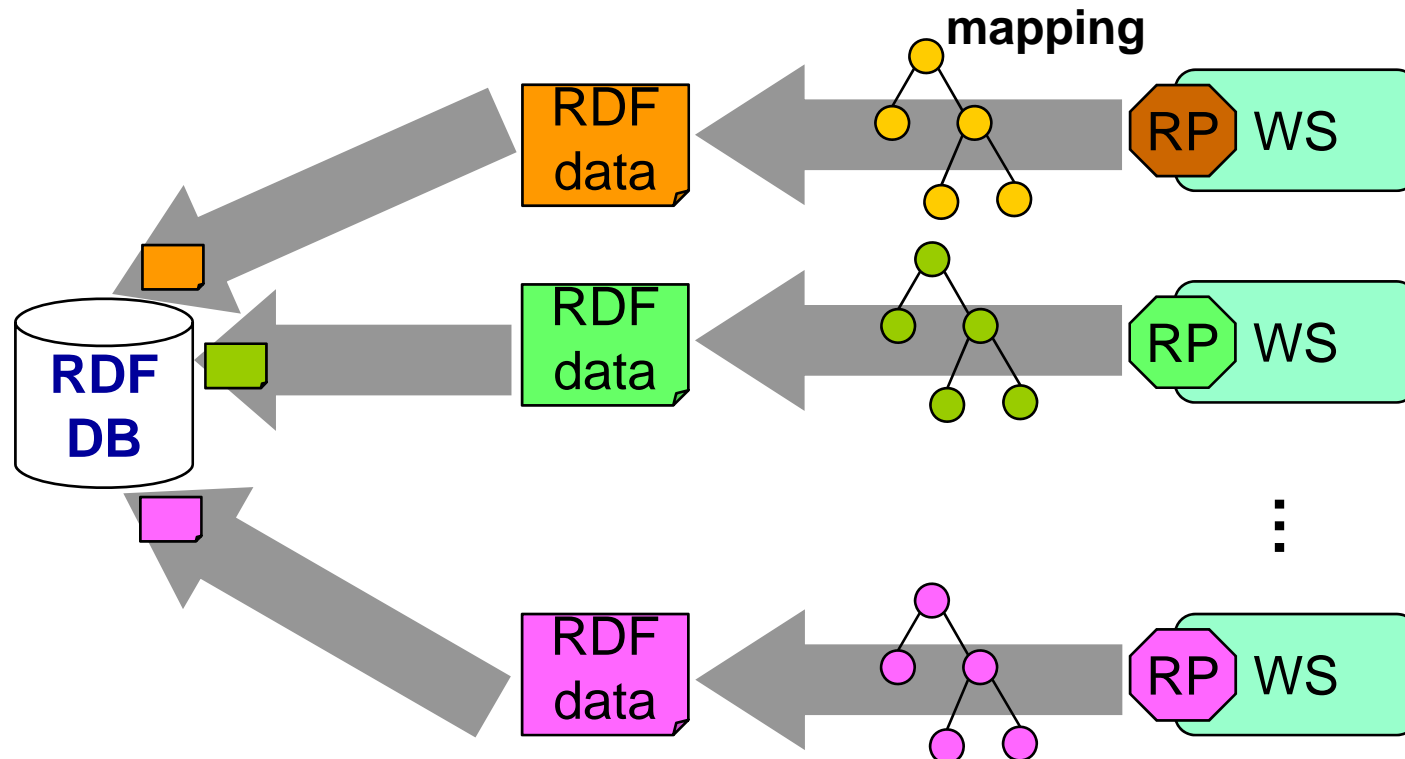 mapping
RDF
data
RP WS
RDF
data
RP WS
RDF
DB
⋮
RDF
data
RP WS